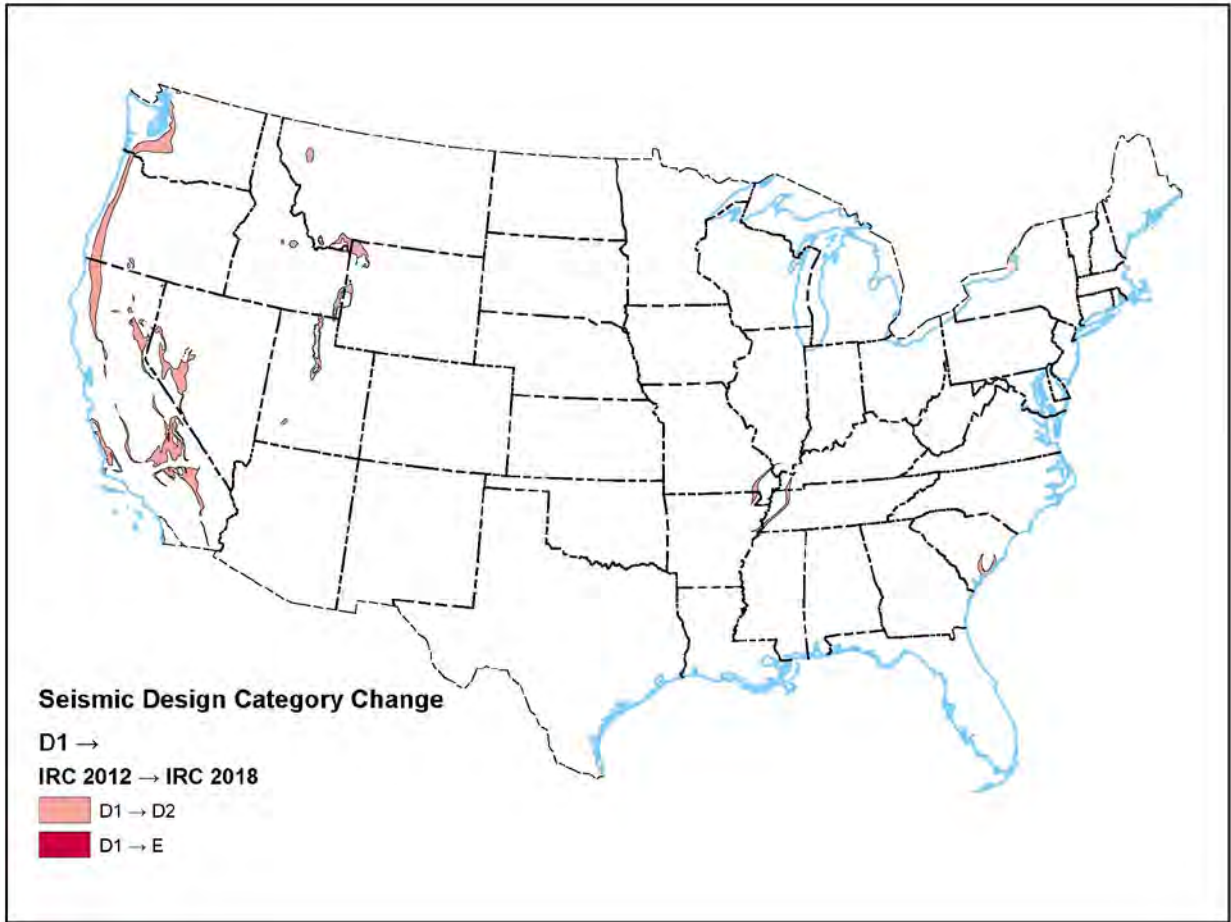 Seismic Design Category Change
D1 →
IRC 2012 → IRC 2018
D1 → D2
D1 → E